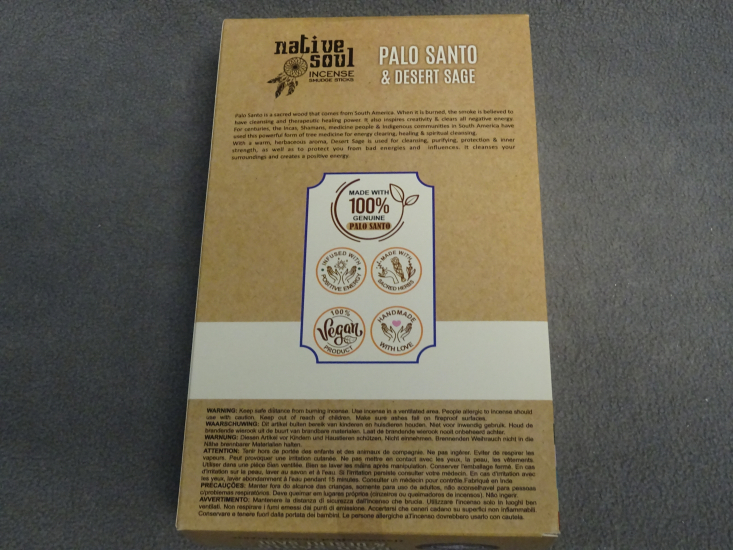 native
soul
INCENSE
SMUDGE STICKS
PALO SANTO
& DESERT SAGE
Palo Santo is a sacred wood that comes from South America. When it is burned, the smoke is believed to
have cleansing and therapeutic healing power. It also inspires creativity & clears all negative energy.
For centuries, the Incas, Shamans, medicine people & Indigenous communities in South America have
used this powerful form of tree medicine for energy clearing, healing & spiritual cleansing.
With a warm, herbaceous aroma, Desert Sage is used for cleansing, purifying, protection & inner
strength, as well as to protect you from bad energies and influences. It cleanses your
surroundings and creates a positive energy.
MADE WITH
100%
GENUINE
PALO SANTO
INFUSED WITH
POSITIVE ENERGY
MADE WITH
SACRED HERBS
100%
Vegan
PRODUCT
HANDMADE
WITH LOVE
WARNING: Keep safe distance from burning incense. Use incense in a ventilated area. People allergic to incense should
use with caution. Keep out of reach of children. Make sure ashes fall on fireproof surfaces.
WAARSCHUWING: Dit artikel buiten bereik van kinderen en huisdieren houden. Niet voor inwendig gebruik. Houd de
brandende wierook uit de buurt van brandbare materialen. Laat de brandende wierook nooit onbeheerd achter.
WARNUNG: Diesen Artikel vor Kindern und Haustieren schützen. Nicht einnehmen. Brennenden Weihrauch nicht in die
Nähe brennbarer Materialen halten.
ATTENTION: Tenir hors de portée des enfants et des animaux de compagnie. Ne pas ingérer. Eviter de respirer les
vapeurs. Peut provoquer une irritation cutanée. Ne pas mettre en contact avec les yeux, la peau, les vêtements.
Utiliser dans une pièce bien ventilée. Bien se laver les mains après manipulation. Conserver l'emballage fermé. En cas
d'irritation sur le peau, laver au savon et à l'eau. Si l'irritation persiste consulter votre médecin. En cas d'irritation avec
les yeux, laver abondamment à l'eau pendant 15 minutes. Consulter un médecin pour contrôle.Fabriqué en Inde.
PRECAUÇÕES: Manter fora do alcance das crianças, somente para uso de adultos, não aconselhavel para pessoas
c/problemas respiratórios. Deve queimar em lugares próprios (cinzeiros ou queimadores de incensos). Não ingerir.
AVVERTIMENTO: Mantenere la distanza di sicurezza dall'incenso che brucia. Utilizzare l'incenso solo in luoghi ben
ventilati. Non respirare i fumi emessi dai punti di emissione. Accertarsi che ceneri cadano su superfici non infiammabili.
Conservare e tenere fuori dalla portata dei bambini. Le persone allergiche a l'incenso dovrebbero usarlo con cautela.